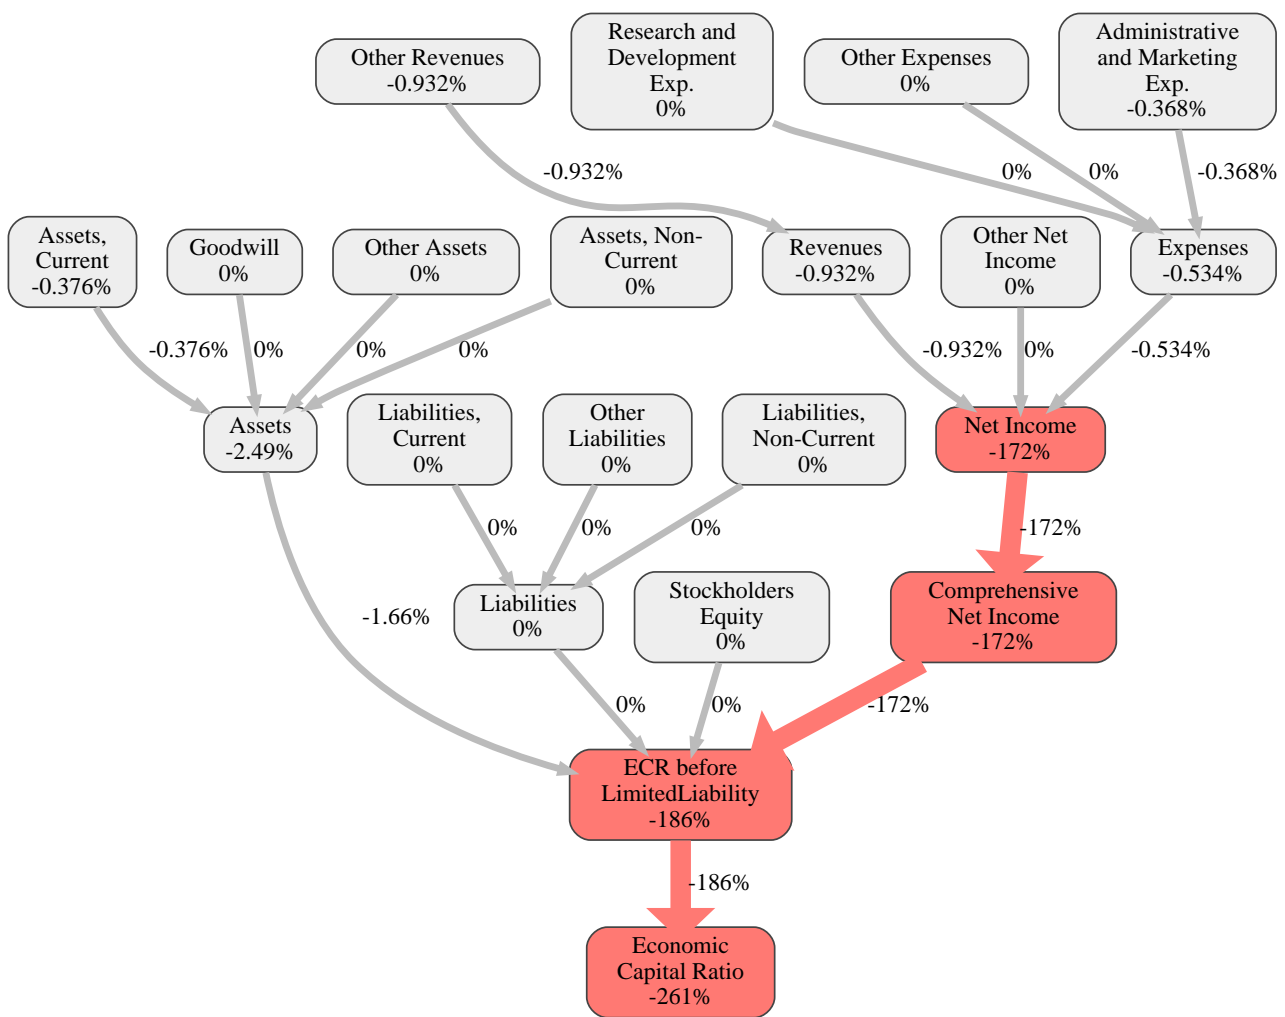 Other Revenues
-0.932%
Research and
Development
Exp.
0%
Other Expenses
0%
Administrative
and Marketing
Exp.
-0.368%
-0.932%
0%
0%
-0.368%
Assets,
Current
-0.376%
Goodwill
0%
Other Assets
0%
Assets, Non-
Current
0%
Revenues
-0.932%
Other Net
Income
0%
Expenses
-0.534%
-0.376%
0%
0%
0%
-0.932%
0%
-0.534%
Assets
-2.49%
Liabilities,
Current
0%
Other
Liabilities
0%
Liabilities,
Non-Current
0%
Net Income
-172%
0%
0%
0%
-172%
Liabilities
0%
Stockholders
Equity
0%
Comprehensive
Net Income
-172%
-1.66%
0%
0%
-172%
ECR before
LimitedLiability
-186%
-186%
Economic
Capital Ratio
-261%